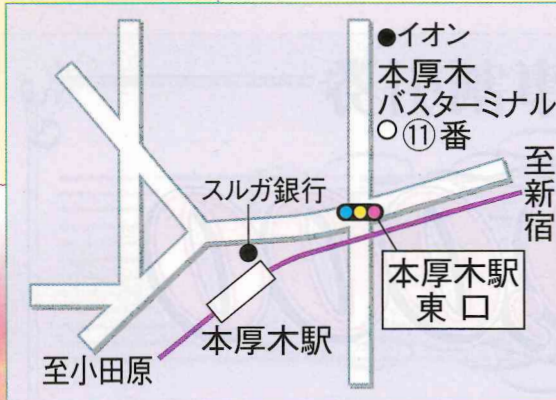 ●イオン
本厚木
バスターミナル
○⑪番
至新宿
スルガ銀行
本厚木駅
東口
本厚木駅
至小田原